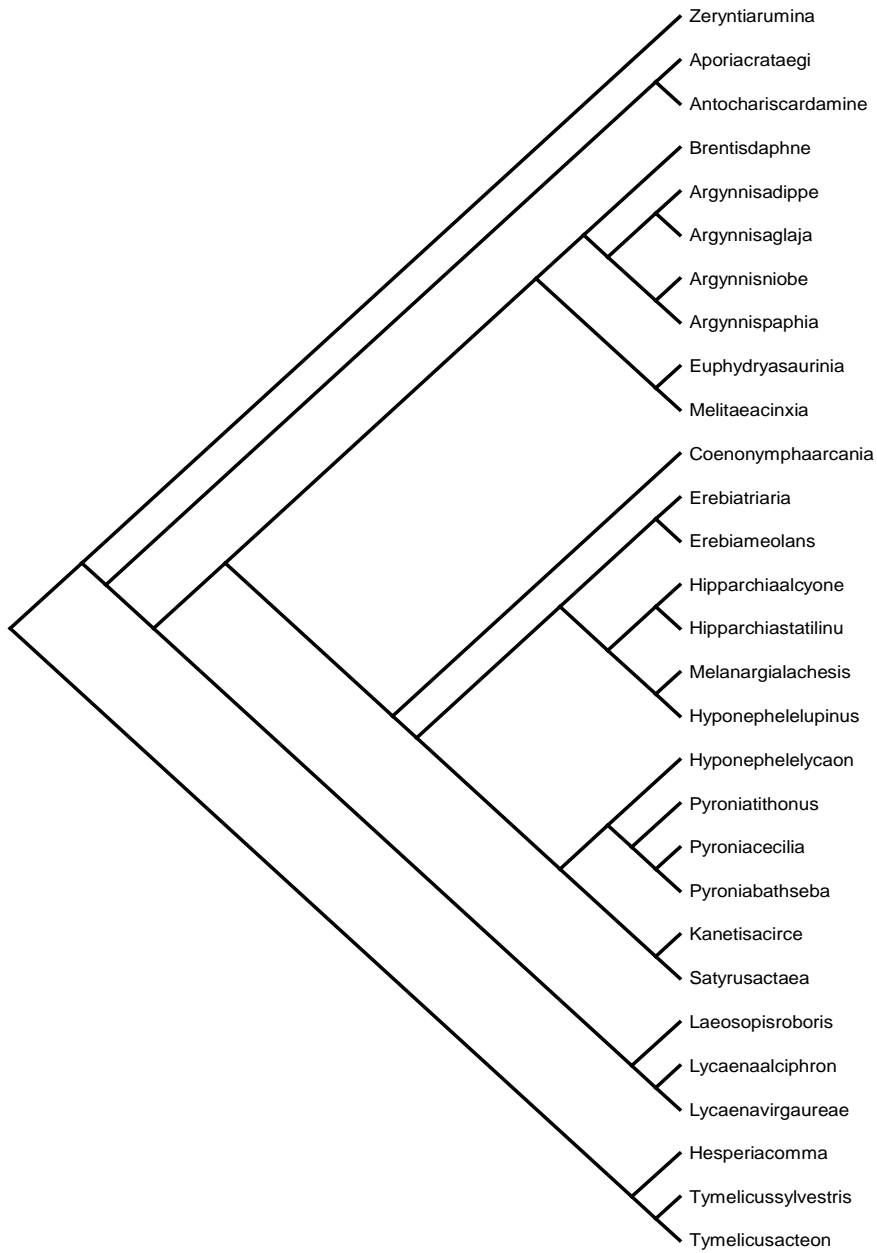 Zeryntiarumina
Aporiacrataegi
Antochariscardamine
Brentisdaphne
Argynnisadippe
Argynnisaglaja
Argynnisniobe
Argynnispaphia
Euphydryasaurinia
Melitaeacinxia
Coenonymphaarcania
Erebiatriaria
Erebiameolans
Hipparchiaalcyone
Hipparchiastatilinu
Melanargialachesis
Hyponephelelupinus
Hyponephelelycaon
Pyroniatithonus
Pyroniacecilia
Pyroniabathseba
Kanetisacirce
Satyrusactaea
Laeosopisroboris
Lycaenaalciphron
Lycaenavirgaureae
Hesperiacomma
Tymelicussylvestris
Tymelicusacteon